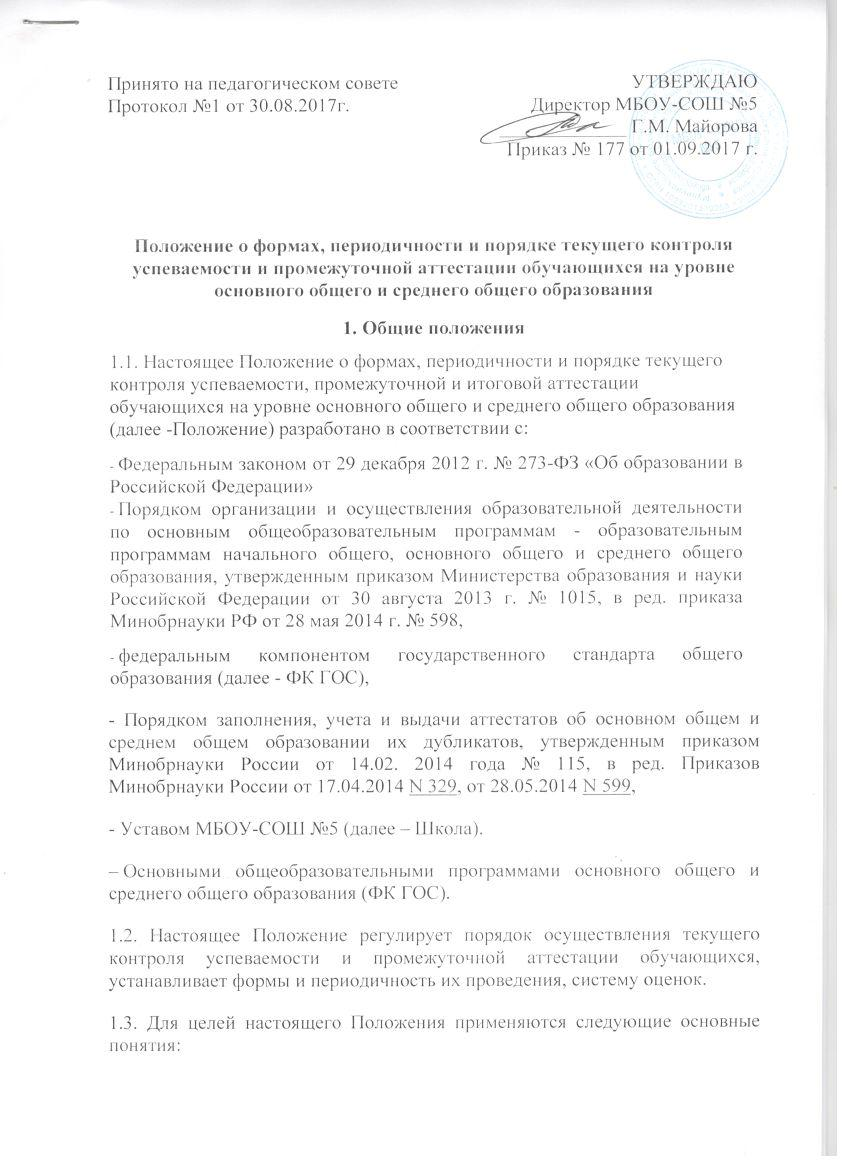 Принято на педагогическом совете
Протокол №1 от 30.08.2017г.
УТВЕРЖДАЮ
Директор МБОУ-СОШ №5
Г.М. Майорова
Приказ № 177 от 01.09.2017 г.
Положение о формах, периодичности и порядке текущего контроля
успеваемости и промежуточной аттестации обучающихся на уровне
основного общего и среднего общего образования
1. Общие положения
1.1. Настоящее Положение о формах, периодичности и порядке текущего
контроля успеваемости, промежуточной и итоговой аттестации
обучающихся на уровне основного общего и среднего общего образования
(далее -Положение) разработано в соответствии с:
- Федеральным законом от 29 декабря 2012 г. № 273-ФЗ «Об образовании в
Российской Федерации»
- Порядком организации и осуществления образовательной деятельности
по основным общеобразовательным программам - образовательным
программам начального общего, основного общего и среднего общего
образования, утвержденным приказом Министерства образования и науки
Российской Федерации от 30 августа 2013 г. № 1015, в ред. приказа
Минобрнауки РФ от 28 мая 2014 г. № 598,
- федеральным компонентом государственного стандарта общего
образования (далее - ФК ГОС),
- Порядком заполнения, учета и выдачи аттестатов об основном общем и
среднем общем образовании их дубликатов, утвержденным приказом
Минобрнауки России от 14.02. 2014 года № 115, в ред. Приказов
Минобрнауки России от 17.04.2014 N 329, от 28.05.2014 N 599,
- Уставом МБОУ-СОШ №5 (далее – Школа).
– Основными общеобразовательными программами основного общего и
среднего общего образования (ФК ГОС).
1.2. Настоящее Положение регулирует порядок осуществления текущего
контроля успеваемости и промежуточной аттестации обучающихся,
устанавливает формы и периодичность их проведения, систему оценок.
1.3. Для целей настоящего Положения применяются следующие основные
понятия: